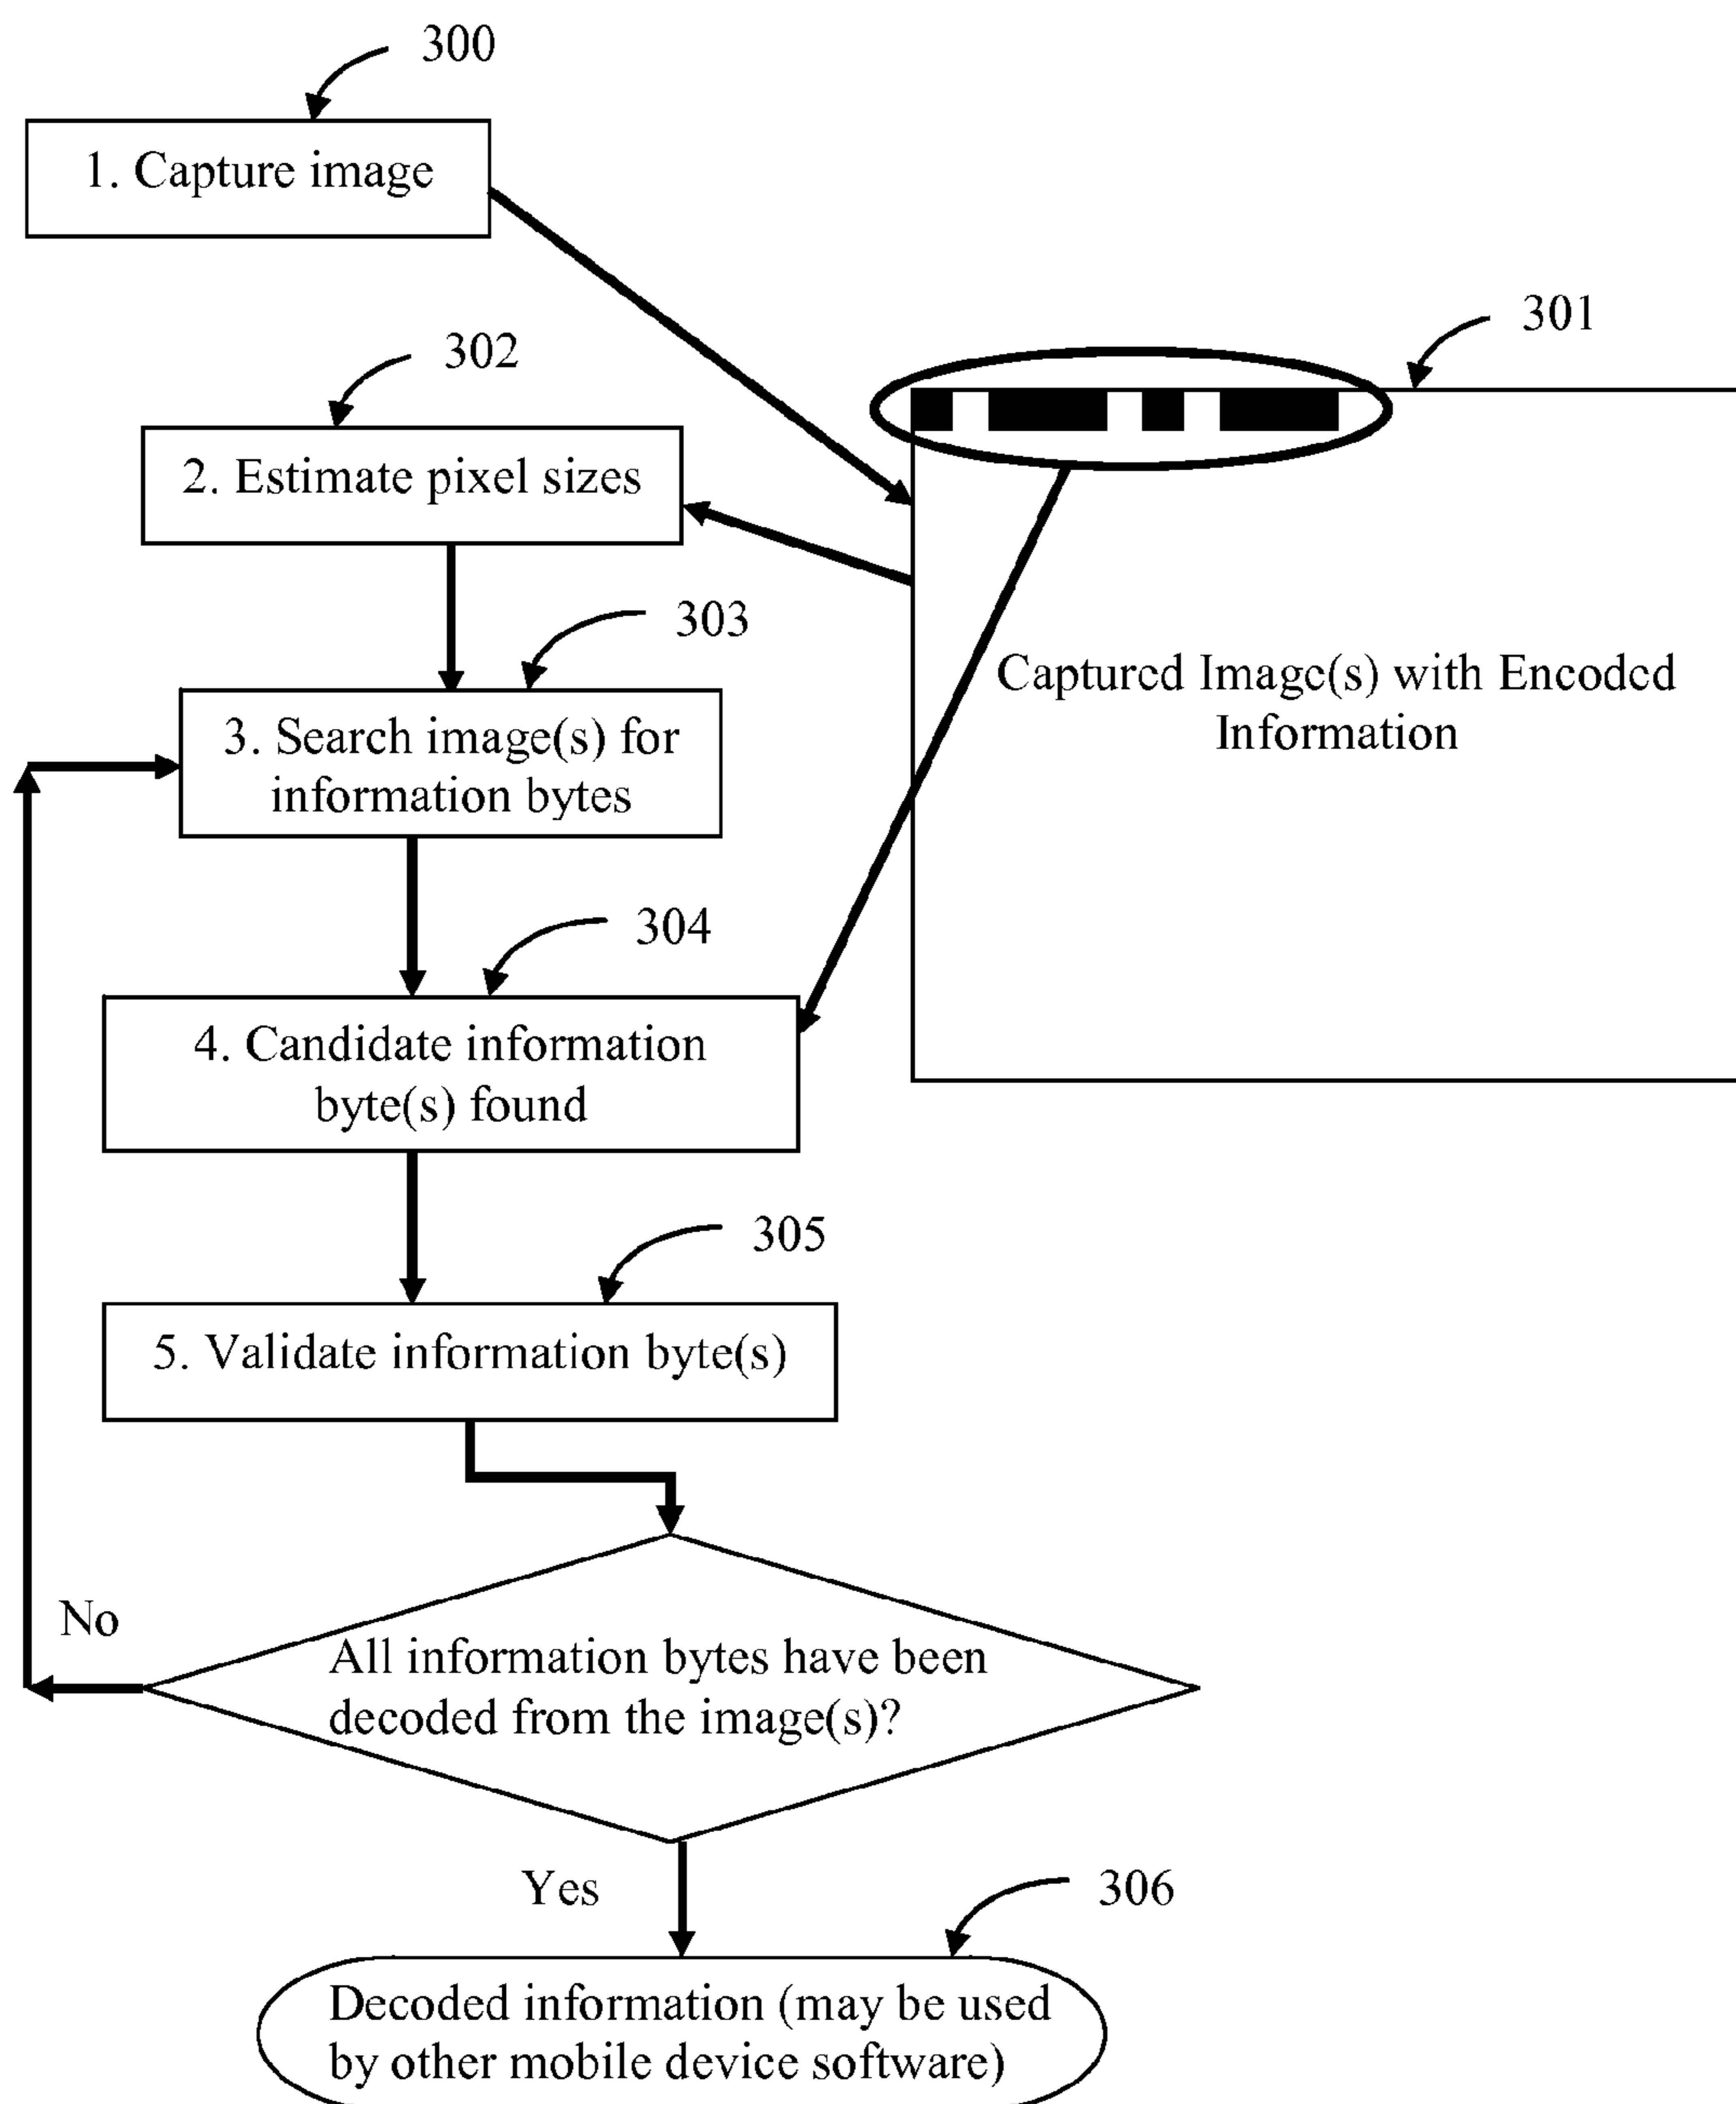 300
1. Capture image
301
302
2. Estimate pixel sizes
303
Captured Image(s) with Encoded
Information
3. Search image(s) for
information bytes
304
4. Candidate information
byte(s) found
305
5. Validate information byte(s)
No
All information bytes have been
decoded from the image(s)?
Yes
306
Decoded information (may be used
by other mobile device software)